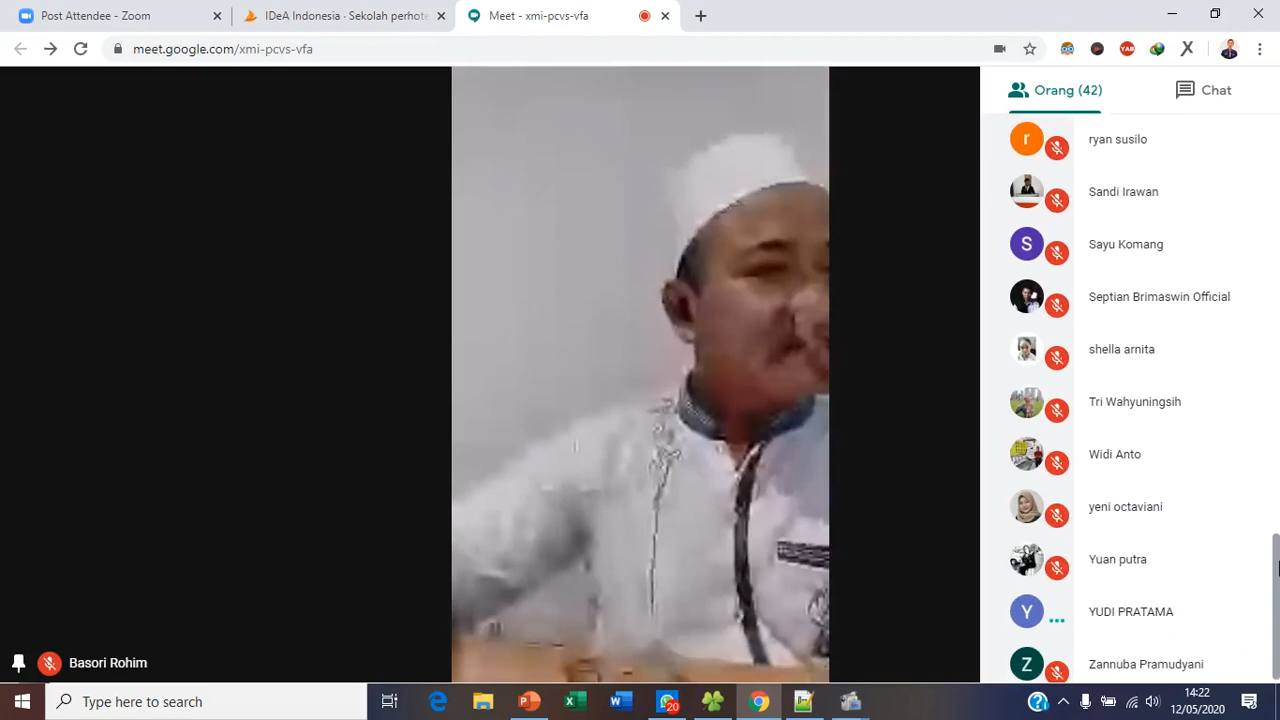 Post Attendee - Zoom
IDeA Indonesia · Sekolah perhote
Meet - xmi-pcvs-vfa
meet.google.com/xmi-pcvs-vfa
YAB
X
Orang (42)
Chat
r
ryan susilo
Sandi Irawan
S
Sayu Komang
Septian Brimaswin Official
shella arnita
Tri Wahyuningsih
Widi Anto
yeni octaviani
Yuan putra
Y
YUDI PRATAMA
Z
Zannuba Pramudyani
Basori Rohim
Type here to search
20
14:22
12/05/2020